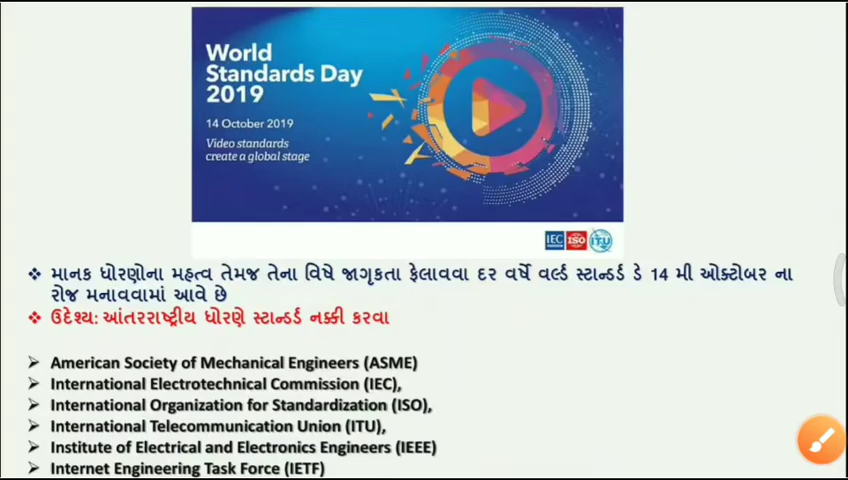 World
Standards Day
2019
14 October 2019
Video standards
create a global stage
IEC ISO ITU
❖ માનક ધોરણોના મહત્વ તેમજ તેના વિષે જાગૃકતા ફેલાવવા દર વર્ષે વર્લ્ડ સ્ટાન્ડર્ડ ડે 14 મી ઓક્ટોબર ના
રોજ મનાવવામાં આવે છે
❖ ઉદેશ્ય: આંતરરાષ્ટ્રીય ધોરણે સ્ટાન્ડર્ડ નક્કી કરવા
➢ American Society of Mechanical Engineers (ASME)
➢ International Electrotechnical Commission (IEC),
➢ International Organization for Standardization (ISO),
➢ International Telecommunication Union (ITU),
➢ Institute of Electrical and Electronics Engineers (IEEE)
➢ Internet Engineering Task Force (IETF)